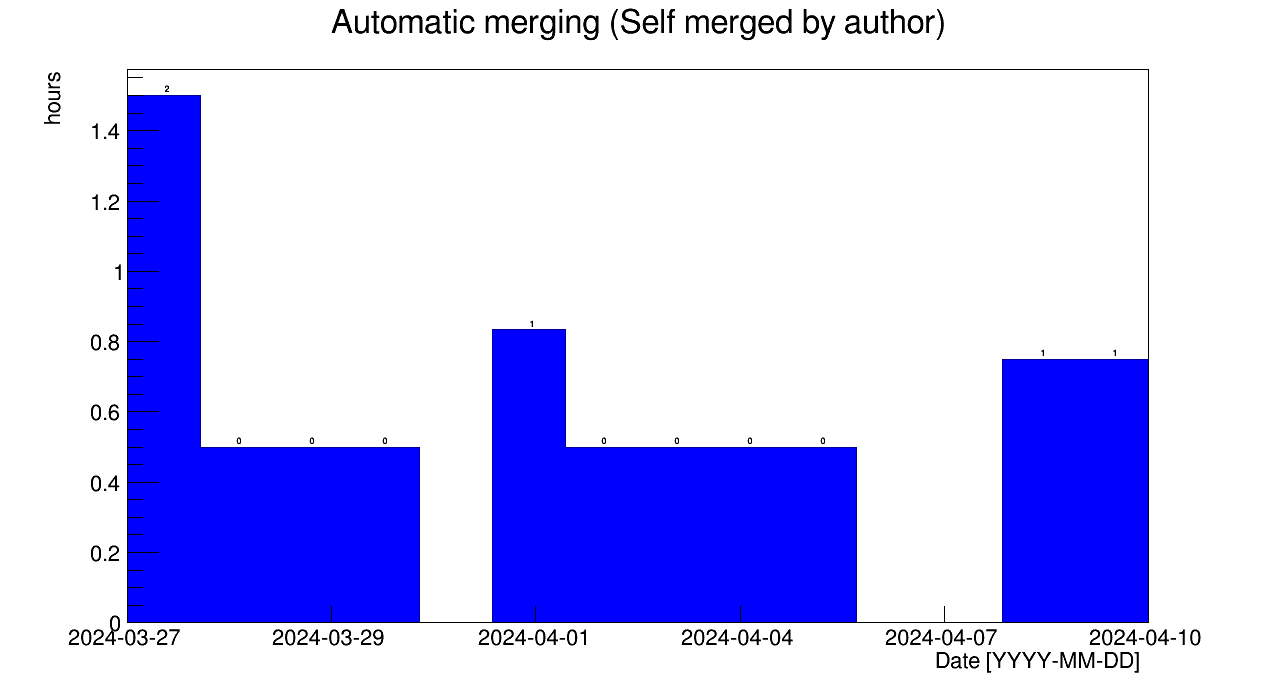 Automatic merging (Self merged by author)
hours
2
1.4
1.2
1
0.8
1
1 1
0.6
0 0 0 0 0 0 0
0.4
0.2
0
2024-03-27 2024-03-29 2024-04-01 2024-04-04 2024-04-07 2024-04-10
Date [YYYY-MM-DD]